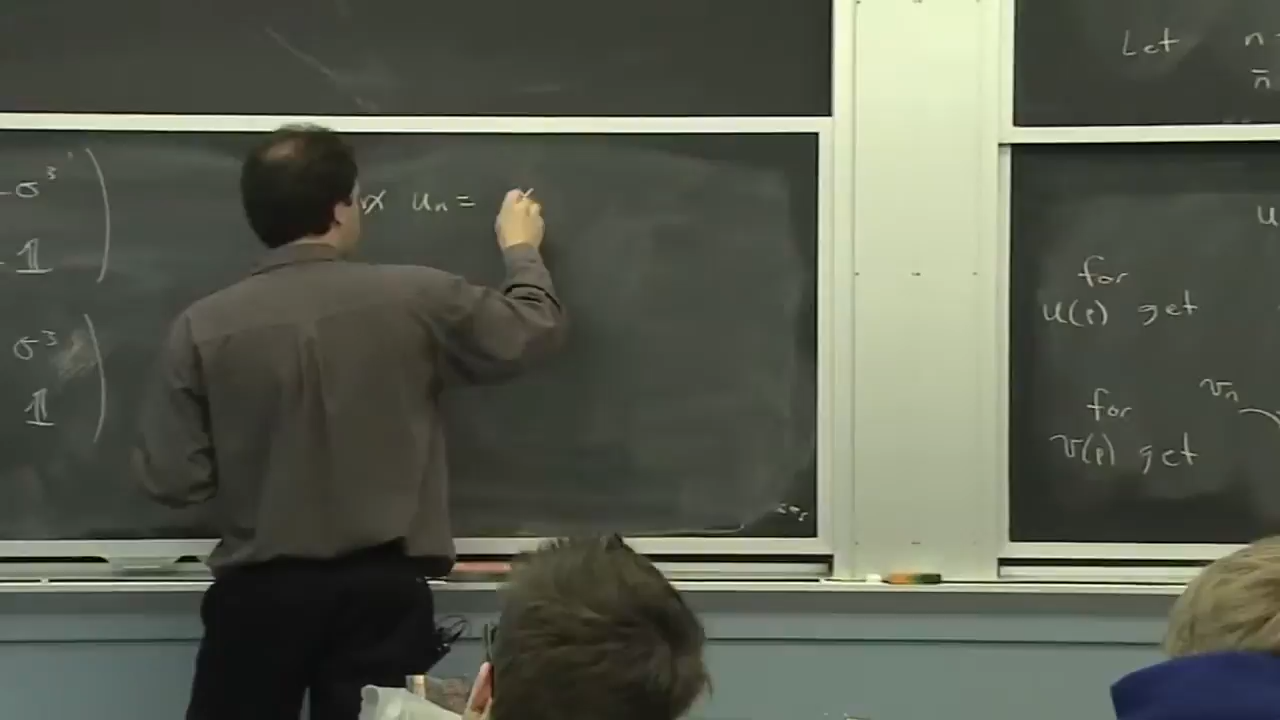 -σ³
-𝟙
σ³
𝟙
n̸ uₙ =
Let n
n̄
u
for
u(p) get
for
v(p) get
vₙ